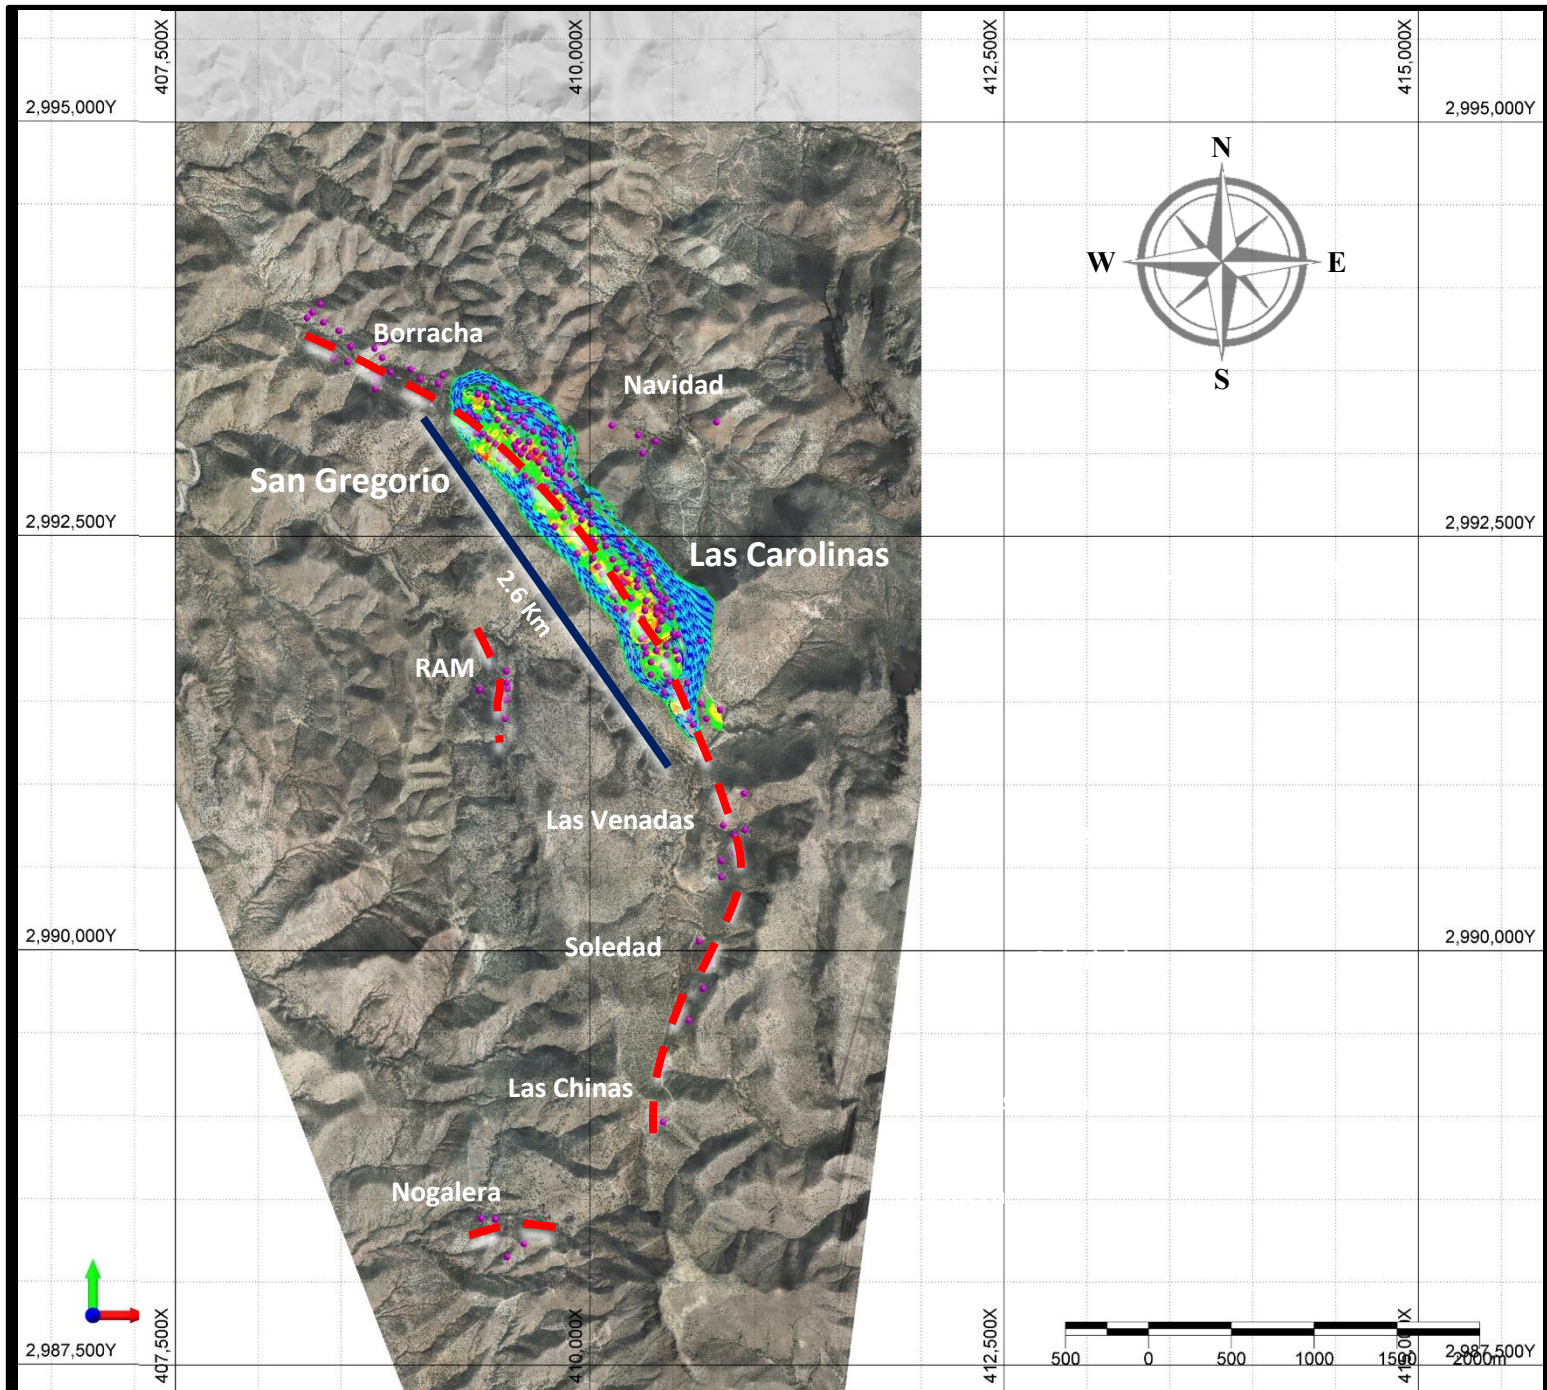 407,500X
410,000X
412,500X
415,000X
2,995,000Y
2,995,000Y
N
W
E
S
Borracha
Navidad
San Gregorio
2,992,500Y
2,992,500Y
Las Carolinas
2.6 Km
RAM
Las Venadas
2,990,000Y
2,990,000Y
Soledad
Las Chinas
Nogalera
407,500X
410,000X
412,500X
415,000X
2,987,500Y
2,987,500Y
500
0
500
1000
1500
2000m